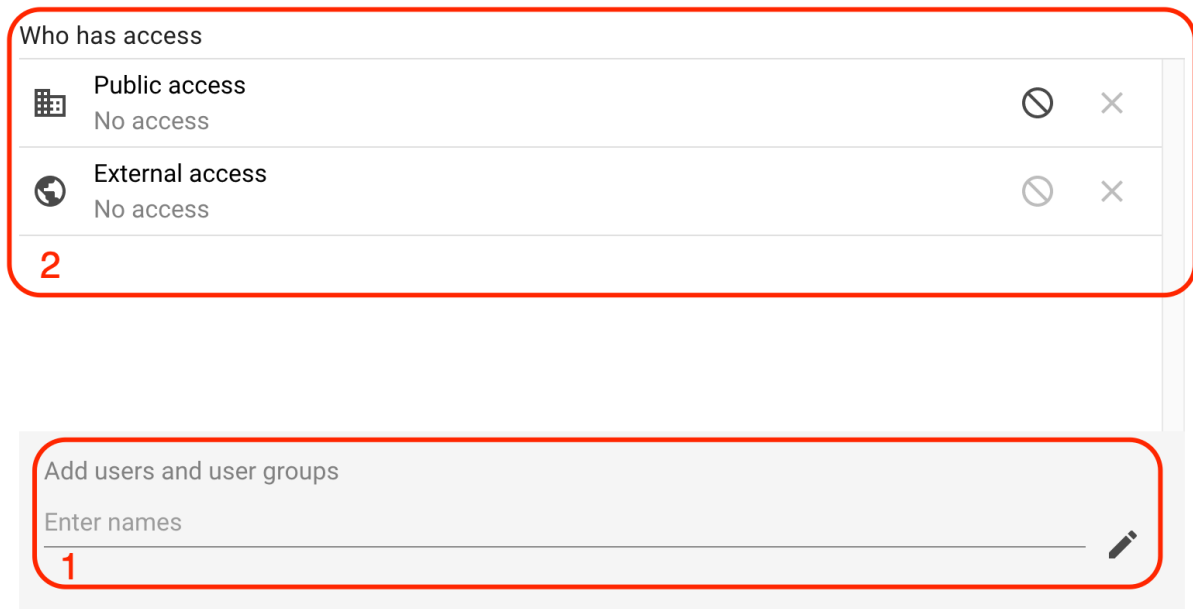 Who has access
Public access
No access
External access
No access
2
Add users and user groups
Enter names
1